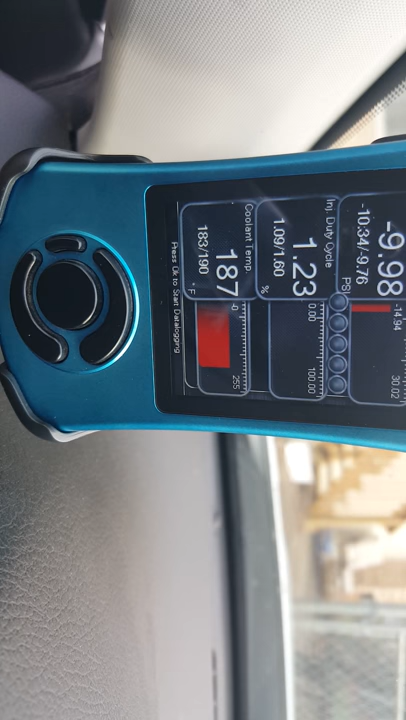 -9.98
-10.34/-9.76
PSI
-14.94
30.02
Inj. Duty Cycle
1.23
1.09/1.60
%
0.00
100.00
Coolant Temp.
187
183/190
°F
-0
255
Press Ok to Start Datalogging